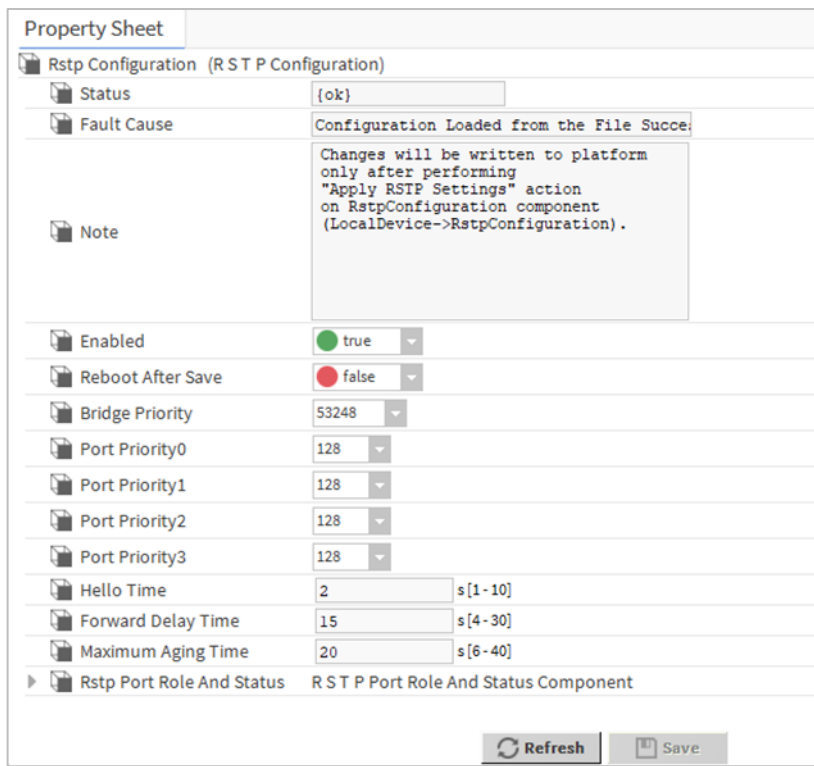 Property Sheet
Rstp Configuration (R S T P Configuration)
Status {ok}
Fault Cause Configuration Loaded from the File
Note Changes will be written to platform
only after performing
"Apply RSTP Settings" action
on RstpConfiguration component
(LocalDevice->RstpConfiguration).
Enabled true
Reboot After Save false
Bridge Priority 53248
Port Priority0 128
Port Priority1 128
Port Priority2 128
Port Priority3 128
Hello Time 2 s[1-10]
Forward Delay Time 15 s[4-30]
Maximum Aging Time 20 s[6-40]
Rstp Port Role And Status R S T P Port Role And Status Component
Refresh Save